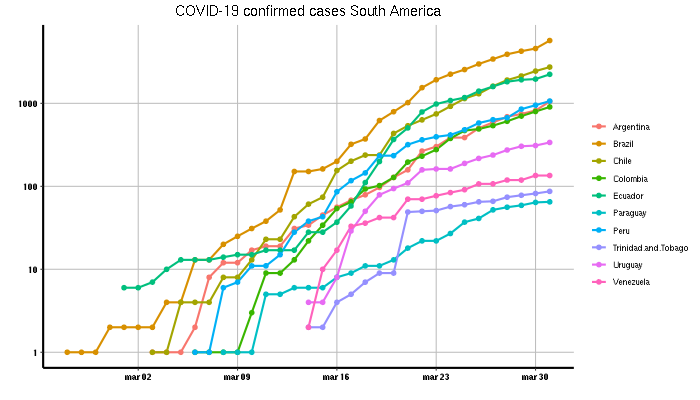 COVID-19 confirmed cases South America
1000
100
10
1
mar 02
mar 09
mar 16
mar 23
mar 30
Argentina
Brazil
Chile
Colombia
Ecuador
Paraguay
Peru
Trinidad.and.Tobago
Uruguay
Venezuela